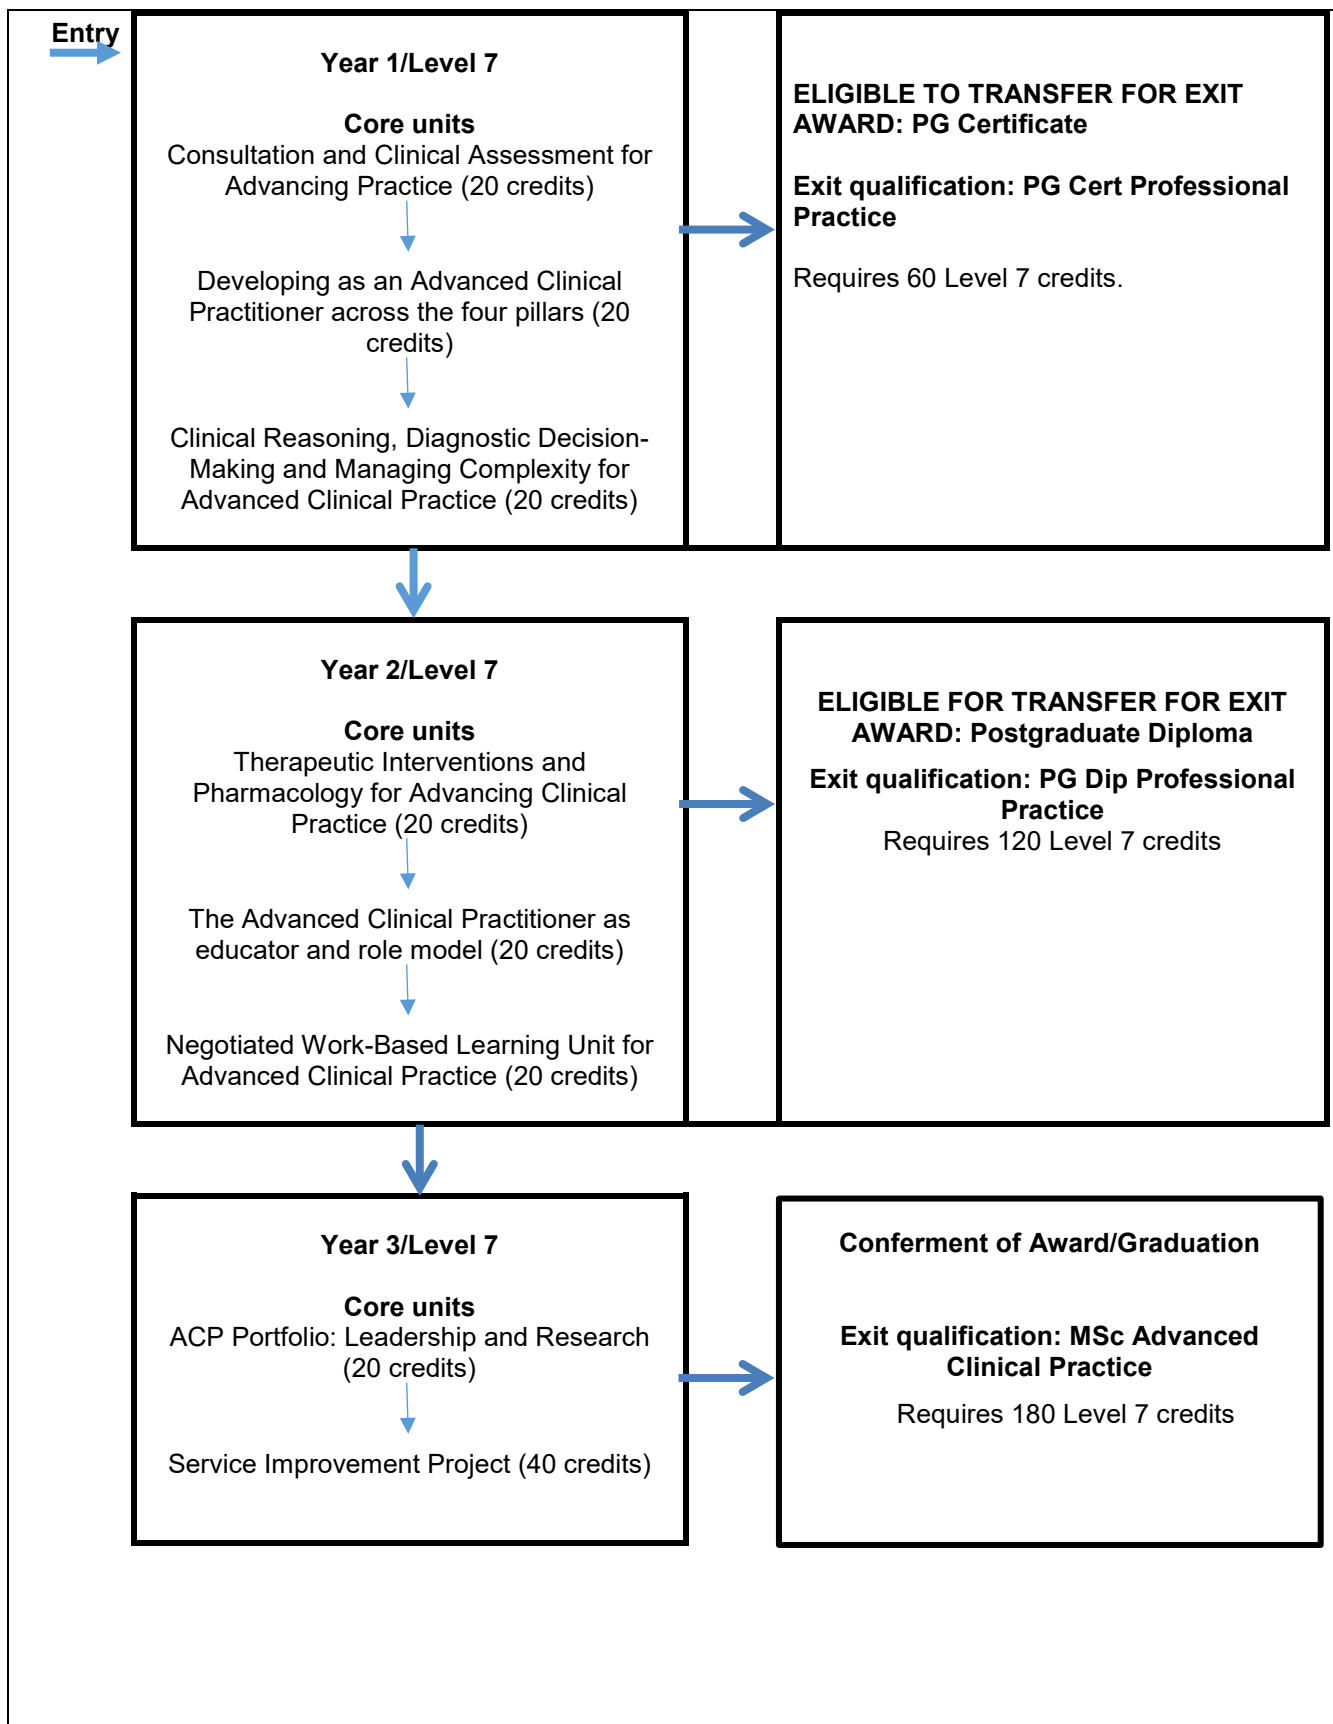 Entry
Year 1/Level 7
Core units
Consultation and Clinical Assessment for
Advancing Practice (20 credits)
Developing as an Advanced Clinical
Practitioner across the four pillars (20
credits)
Clinical Reasoning, Diagnostic Decision-
Making and Managing Complexity for
Advanced Clinical Practice (20 credits)
ELIGIBLE TO TRANSFER FOR EXIT
AWARD: PG Certificate
Exit qualification: PG Cert Professional
Practice
Requires 60 Level 7 credits.
Year 2/Level 7
Core units
Therapeutic Interventions and
Pharmacology for Advancing Clinical
Practice (20 credits)
The Advanced Clinical Practitioner as
educator and role model (20 credits)
Negotiated Work-Based Learning Unit for
Advanced Clinical Practice (20 credits)
ELIGIBLE FOR TRANSFER FOR EXIT
AWARD: Postgraduate Diploma
Exit qualification: PG Dip Professional
Practice
Requires 120 Level 7 credits
Year 3/Level 7
Core units
ACP Portfolio: Leadership and Research
(20 credits)
Service Improvement Project (40 credits)
Conferment of Award/Graduation
Exit qualification: MSc Advanced
Clinical Practice
Requires 180 Level 7 credits